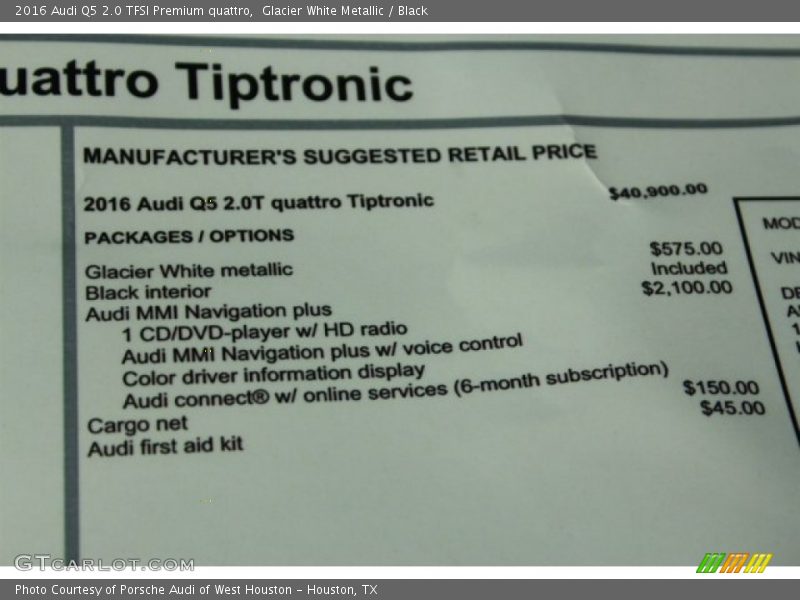 2016 Audi Q5 2.0 TFSI Premium quattro,  Glacier White Metallic / Black
uattro Tiptronic
MANUFACTURER'S SUGGESTED RETAIL PRICE
2016 Audi Q5 2.0T quattro Tiptronic $40,900.00
PACKAGES / OPTIONS
Glacier White metallic $575.00
Black interior Included
Audi MMI Navigation plus $2,100.00
1 CD/DVD-player w/ HD radio
Audi MMI Navigation plus w/ voice control
Color driver information display
Audi connect® w/ online services (6-month subscription)
Cargo net $150.00
Audi first aid kit $45.00
MOD
VIN
DE
GTCARLOT.COM
Photo Courtesy of Porsche Audi of West Houston – Houston, TX